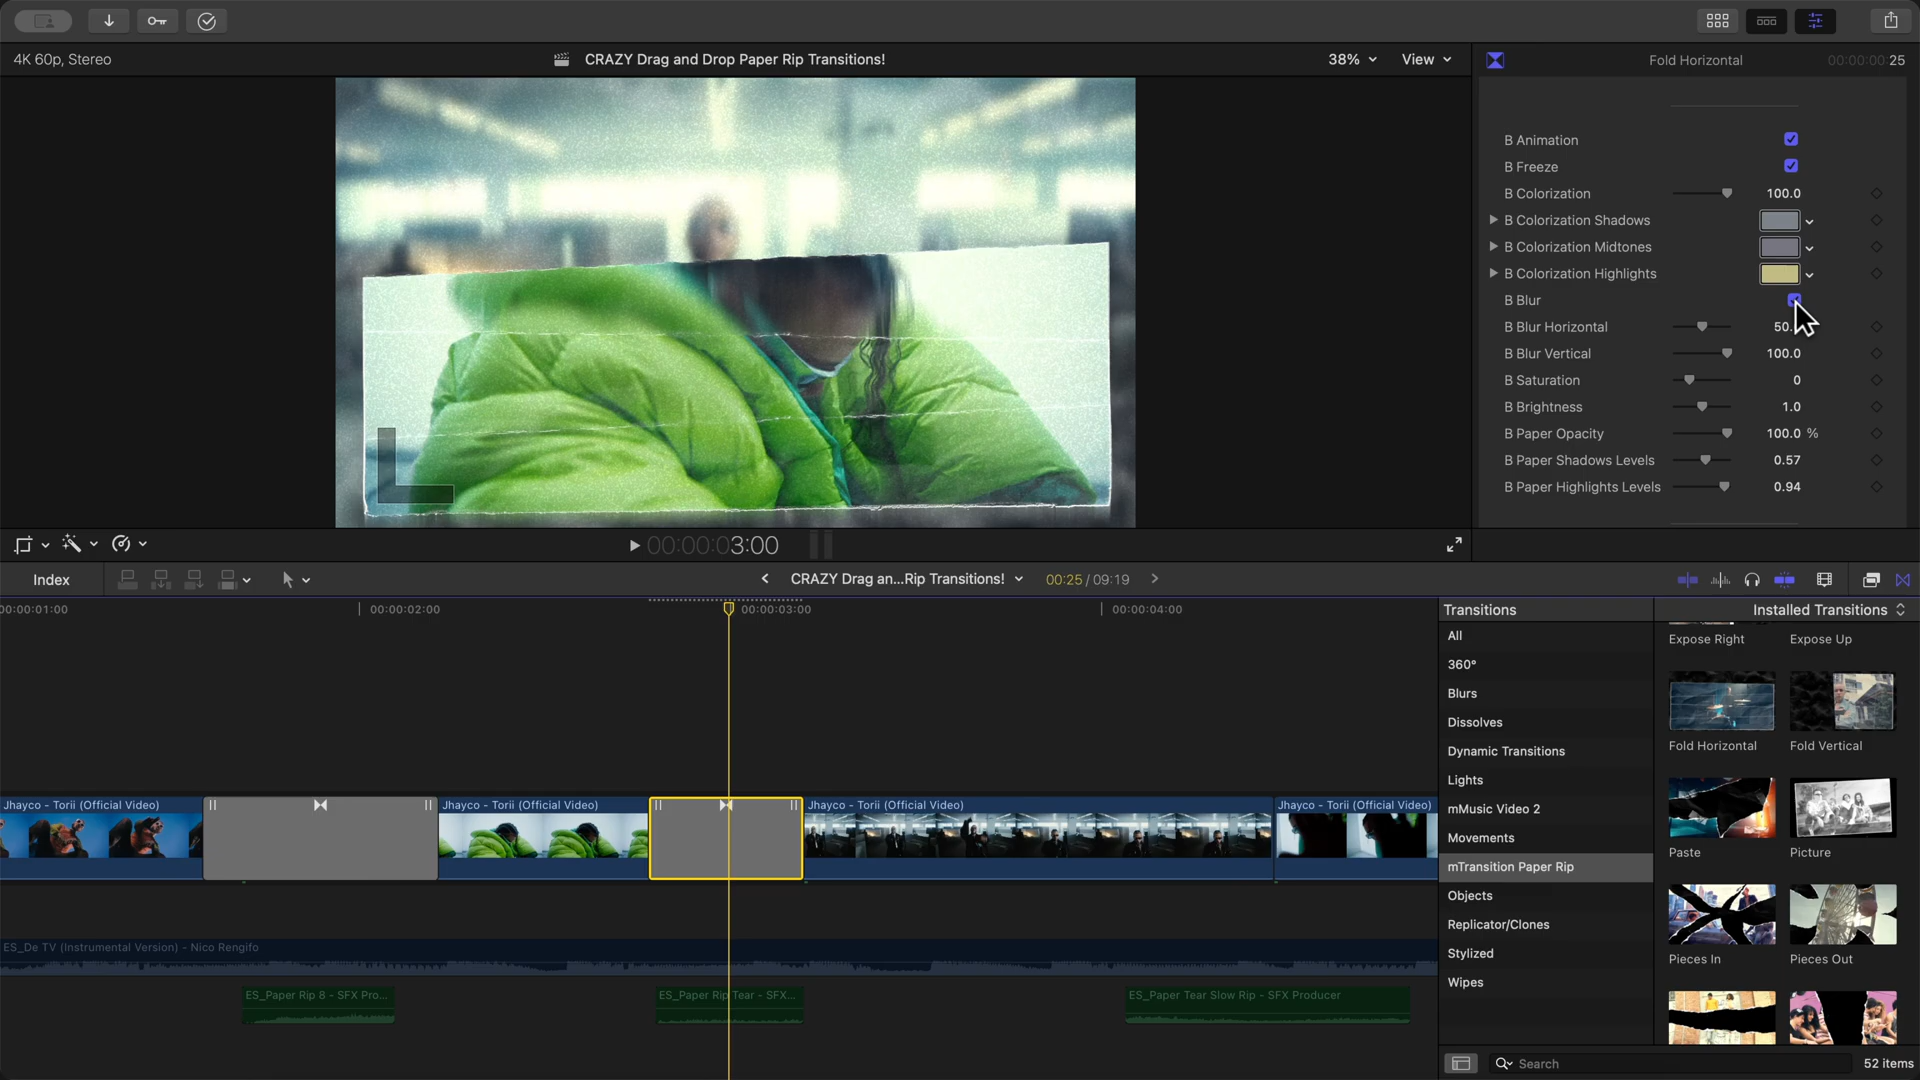 4K 60p, Stereo
CRAZY Drag and Drop Paper Rip Transitions!
38%
View
Fold Horizontal
00:00:00:25
B Animation
B Freeze
B Colorization
100.0
B Colorization Shadows
B Colorization Midtones
B Colorization Highlights
B Blur
B Blur Horizontal
50.
B Blur Vertical
100.0
B Saturation
0
B Brightness
1.0
B Paper Opacity
100.0 %
B Paper Shadows Levels
0.57
B Paper Highlights Levels
0.94
00:00:03:00
Index
CRAZY Drag an...Rip Transitions!
00:25 / 09:19
00:00:01:00
00:00:02:00
00:00:03:00
00:00:04:00
Transitions
Installed Transitions
All
360°
Blurs
Dissolves
Dynamic Transitions
Lights
mMusic Video 2
Movements
mTransition Paper Rip
Objects
Replicator/Clones
Stylized
Wipes
Expose Right
Expose Up
Fold Horizontal
Fold Vertical
Paste
Picture
Pieces In
Pieces Out
Jhayco - Torii (Official Video)
Jhayco - Torii (Official Video)
Jhayco - Torii (Official Video)
Jhayco - Torii (Official Video)
ES_De TV (Instrumental Version) - Nico Rengifo
ES_Paper Rip 8 - SFX Pro...
ES_Paper Rip Tear - SFX...
ES_Paper Tear Slow Rip - SFX Producer
Search
52 items